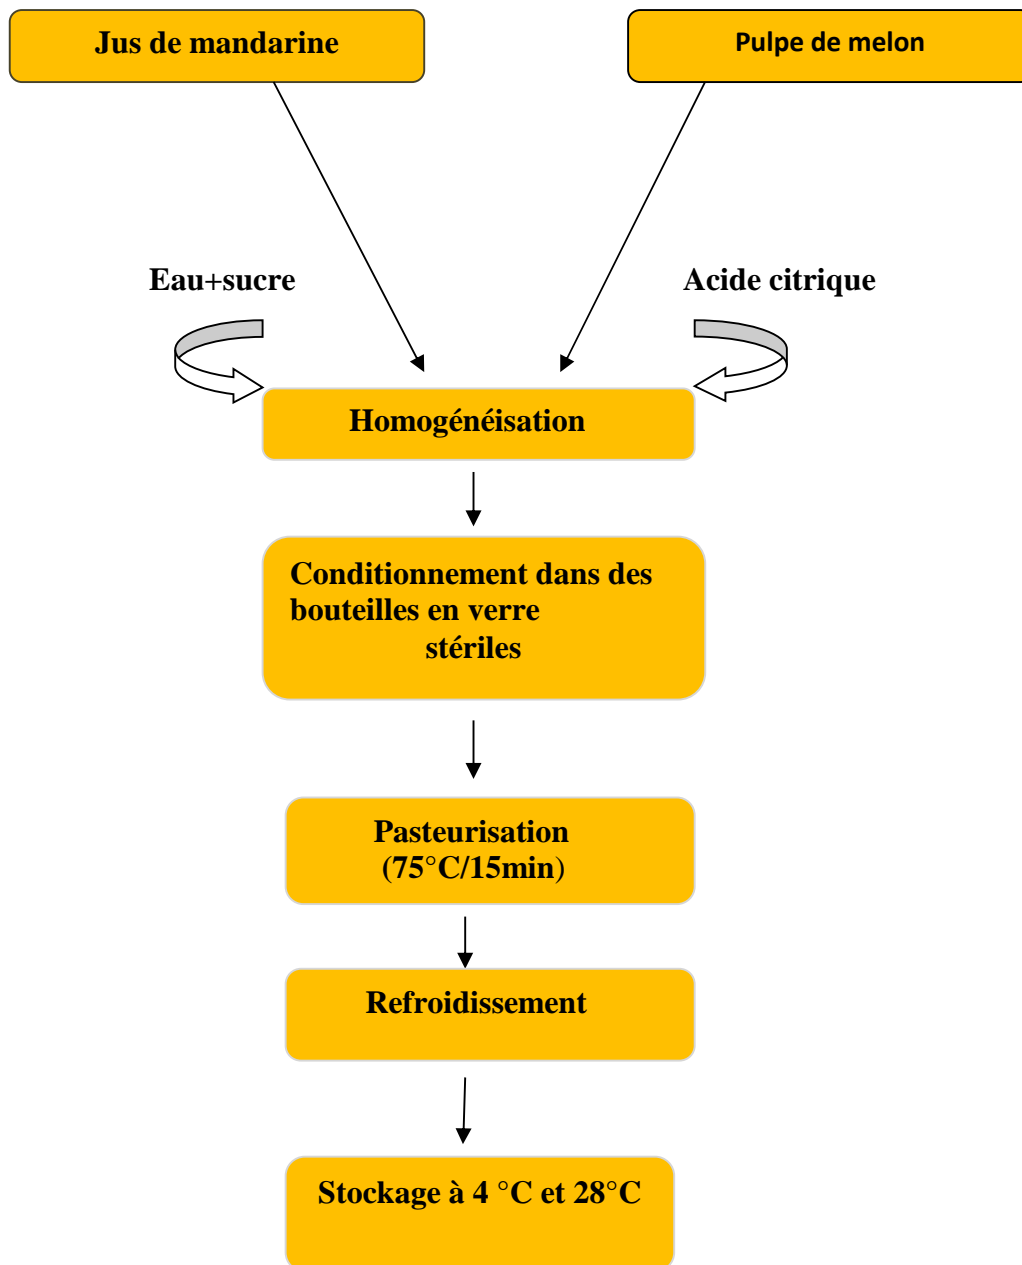 Jus de mandarine
Pulpe de melon
Eau+sucre
Acide citrique
Homogénéisation
Conditionnement dans des
bouteilles en verre
stériles
Pasteurisation
(75°C/15min)
Refroidissement
Stockage à 4 °C et 28°C